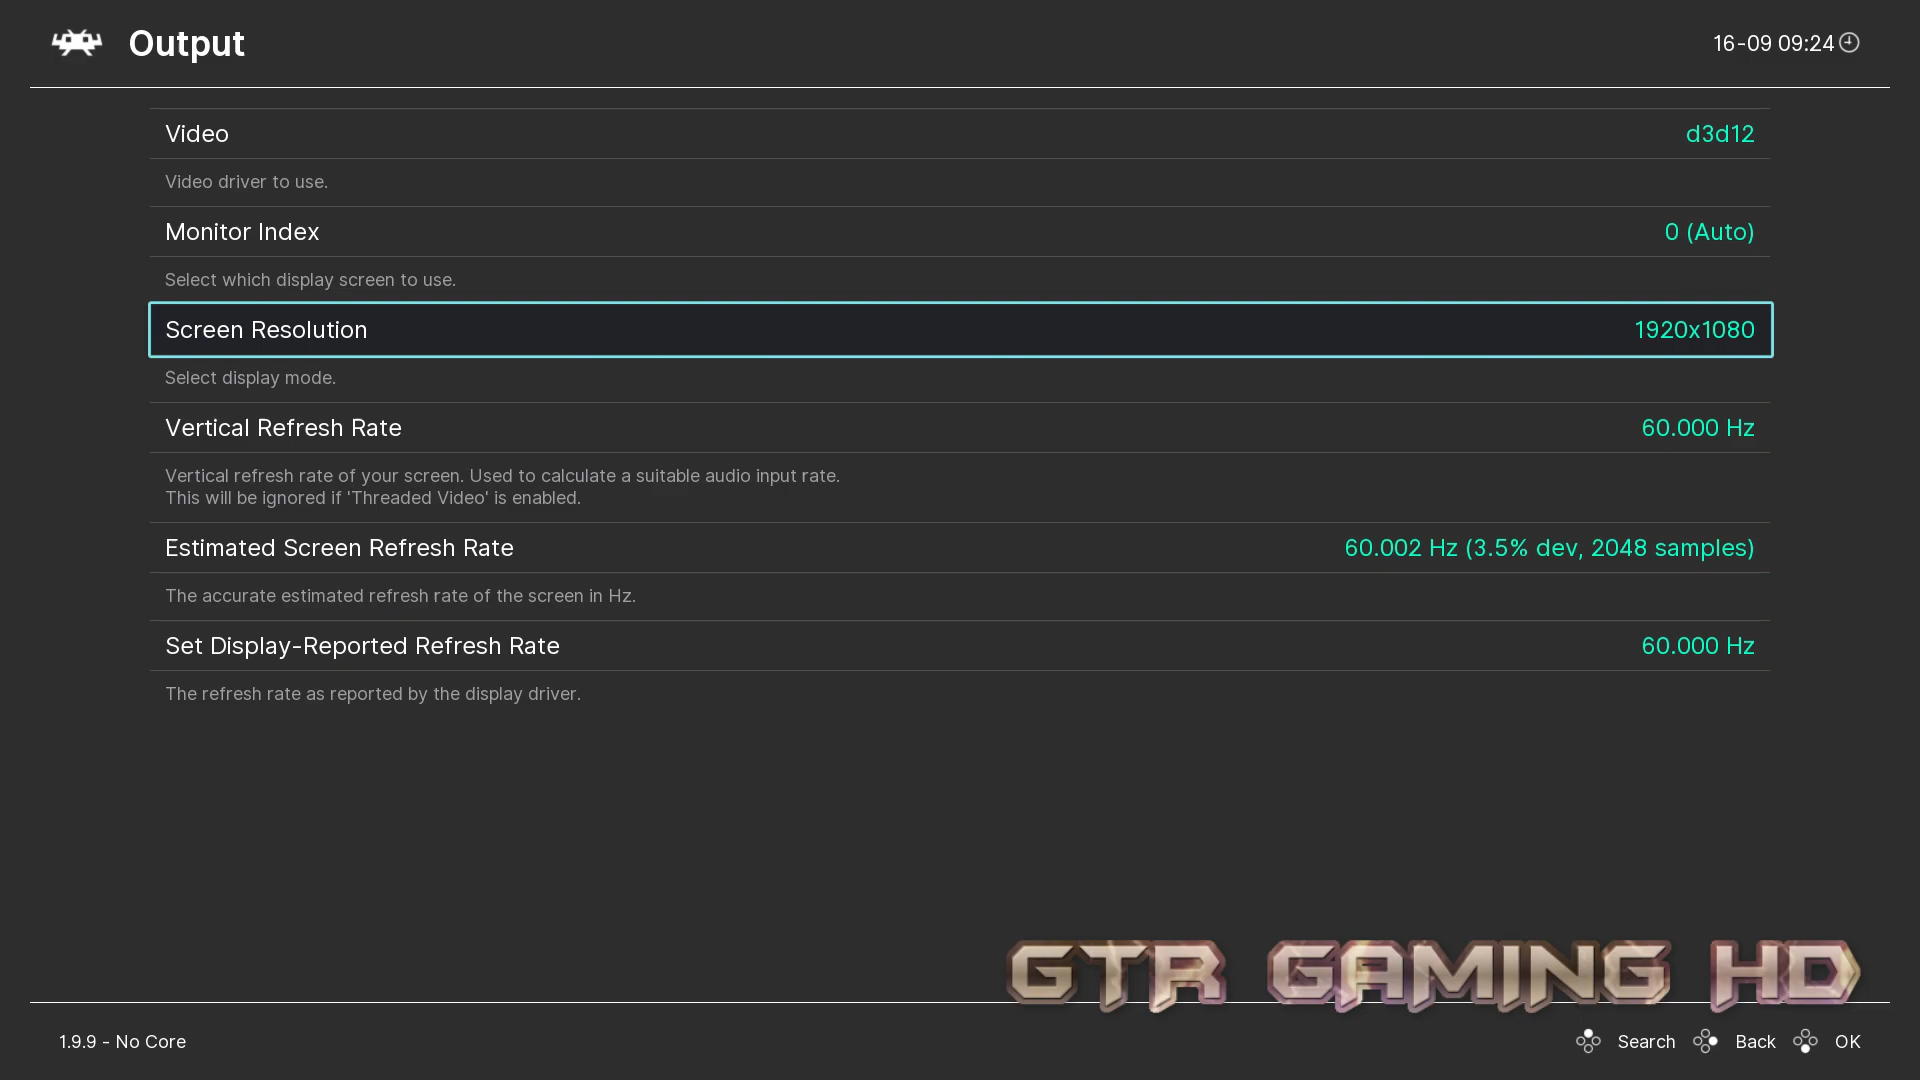 Output
16-09 09:24
Video
d3d12
Video driver to use.
Monitor Index
0 (Auto)
Select which display screen to use.
Screen Resolution
1920x1080
Select display mode.
Vertical Refresh Rate
60.000 Hz
Vertical refresh rate of your screen. Used to calculate a suitable audio input rate.
This will be ignored if 'Threaded Video' is enabled.
Estimated Screen Refresh Rate
60.002 Hz (3.5% dev, 2048 samples)
The accurate estimated refresh rate of the screen in Hz.
Set Display-Reported Refresh Rate
60.000 Hz
The refresh rate as reported by the display driver.
GTR GAMING HD
1.9.9 - No Core
Search
Back
OK